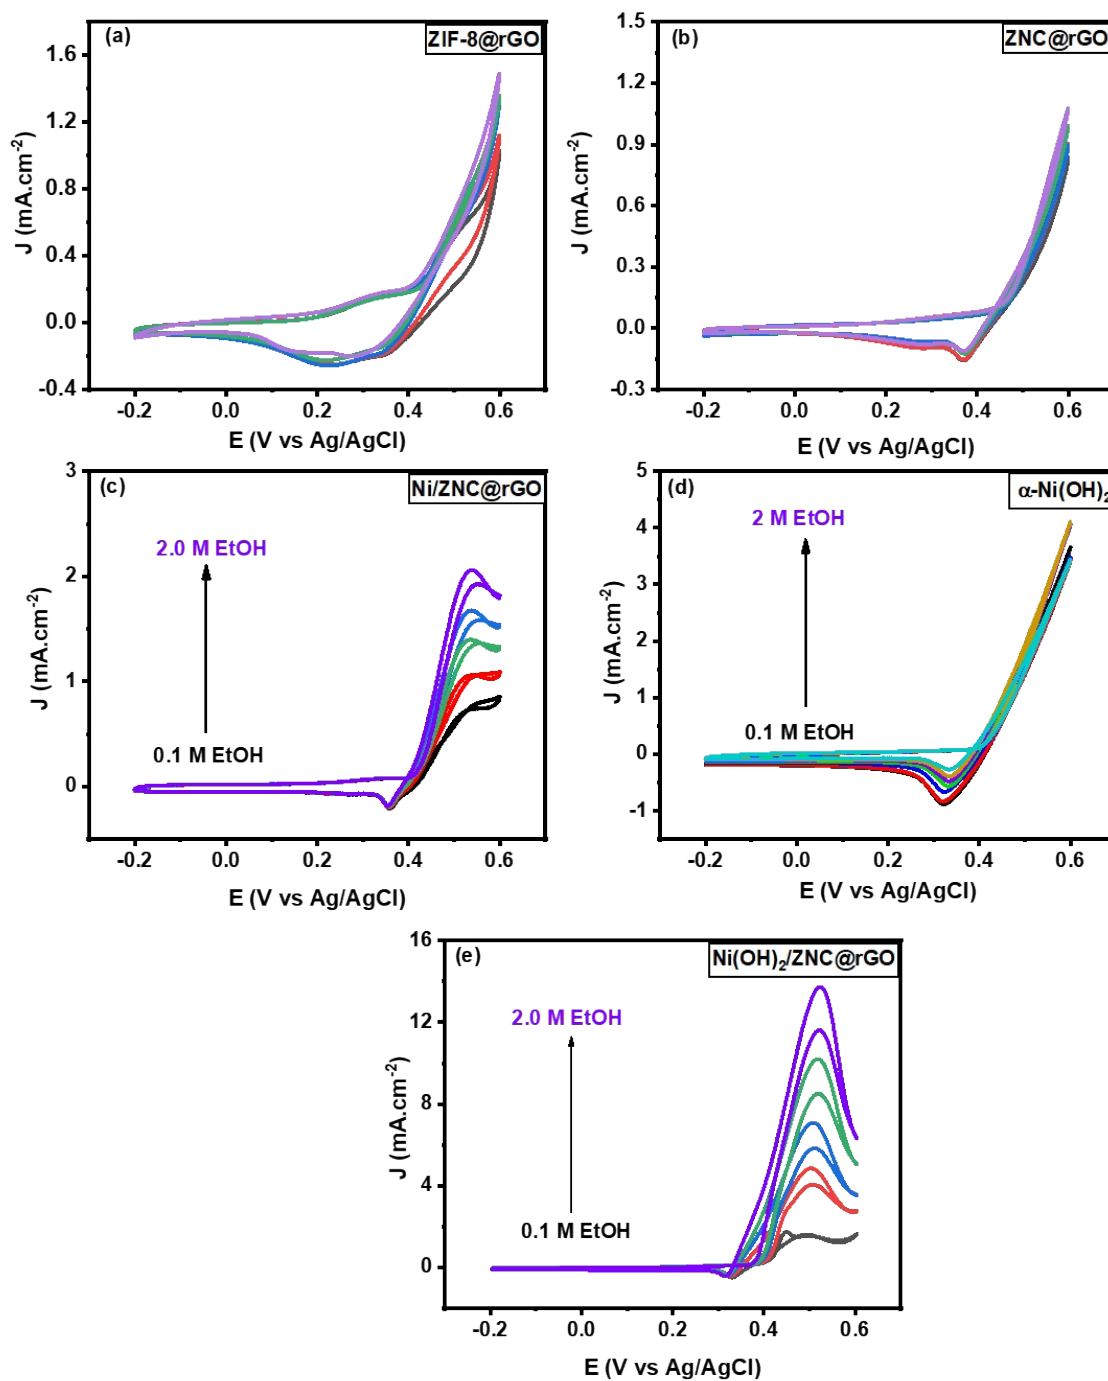 (a)
ZIF-8@rGO
1.6
1.2
0.8
0.4
0.0
-0.4
J (mA.cm⁻²)
-0.2 0.0 0.2 0.4 0.6
E (V vs Ag/AgCl)
(b)
ZNC@rGO
1.5
1.2
0.9
0.6
0.3
0.0
-0.3
J (mA.cm⁻²)
-0.2 0.0 0.2 0.4 0.6
E (V vs Ag/AgCl)
(c)
Ni/ZNC@rGO
3
2
1
0
J (mA.cm⁻²)
2.0 M EtOH
0.1 M EtOH
-0.2 0.0 0.2 0.4 0.6
E (V vs Ag/AgCl)
(d)
α-Ni(OH)₂
5
4
3
2
1
0
-1
J (mA.cm⁻²)
2 M EtOH
0.1 M EtOH
-0.2 0.0 0.2 0.4 0.6
E (V vs Ag/AgCl)
(e)
Ni(OH)₂/ZNC@rGO
16
12
8
4
0
J (mA.cm⁻²)
2.0 M EtOH
0.1 M EtOH
-0.2 0.0 0.2 0.4 0.6
E (V vs Ag/AgCl)